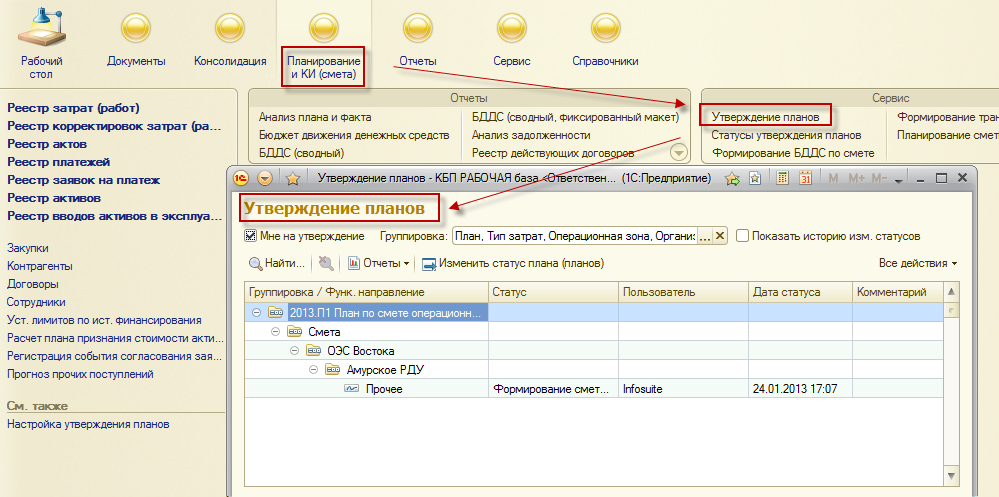 Рабочий
стол
Документы
Консолидация
Планирование
и КИ (смета)
Отчеты
Сервис
Справочники
Реестр затрат (работ)
Реестр корректировок затрат (ра...
Реестр актов
Реестр платежей
Реестр заявок на платеж
Реестр активов
Реестр вводов активов в эксплуа...
Закупки
Контрагенты
Договоры
Сотрудники
Уст. лимитов по ист. финансирования
Расчет плана признания стоимости акти...
Регистрация события согласования зая...
Прогноз прочих поступлений
См. также
Настройка утверждения планов
Отчеты
Анализ плана и факта
Бюджет движения денежных средств
БДДС (сводный)
БДДС (сводный, фиксированный макет)
Анализ задолженности
Реестр действующих договоров
Сервис
Утверждение планов
Статусы утверждения планов
Формирование БДДС по смете
Формирование тран
Планирование смет
Утверждение планов - КБП РАБОЧАЯ база <Ответствен... (1С:Предприятие)
M M+ M-
Утверждение планов
Мне на утверждение Группировка: План, Тип затрат, Операционная зона, Организ ... Показать историю изм. статусов
Найти... Отчеты Изменить статус плана (планов) Все действия
Группировка / Функ. направление Статус Пользователь Дата статуса Комментарий
2013.П1 План по смете операционн...
Смета
ОЭС Востока
Амурское РДУ
Прочее Формирование смет... Infosuite 24.01.2013 17:07